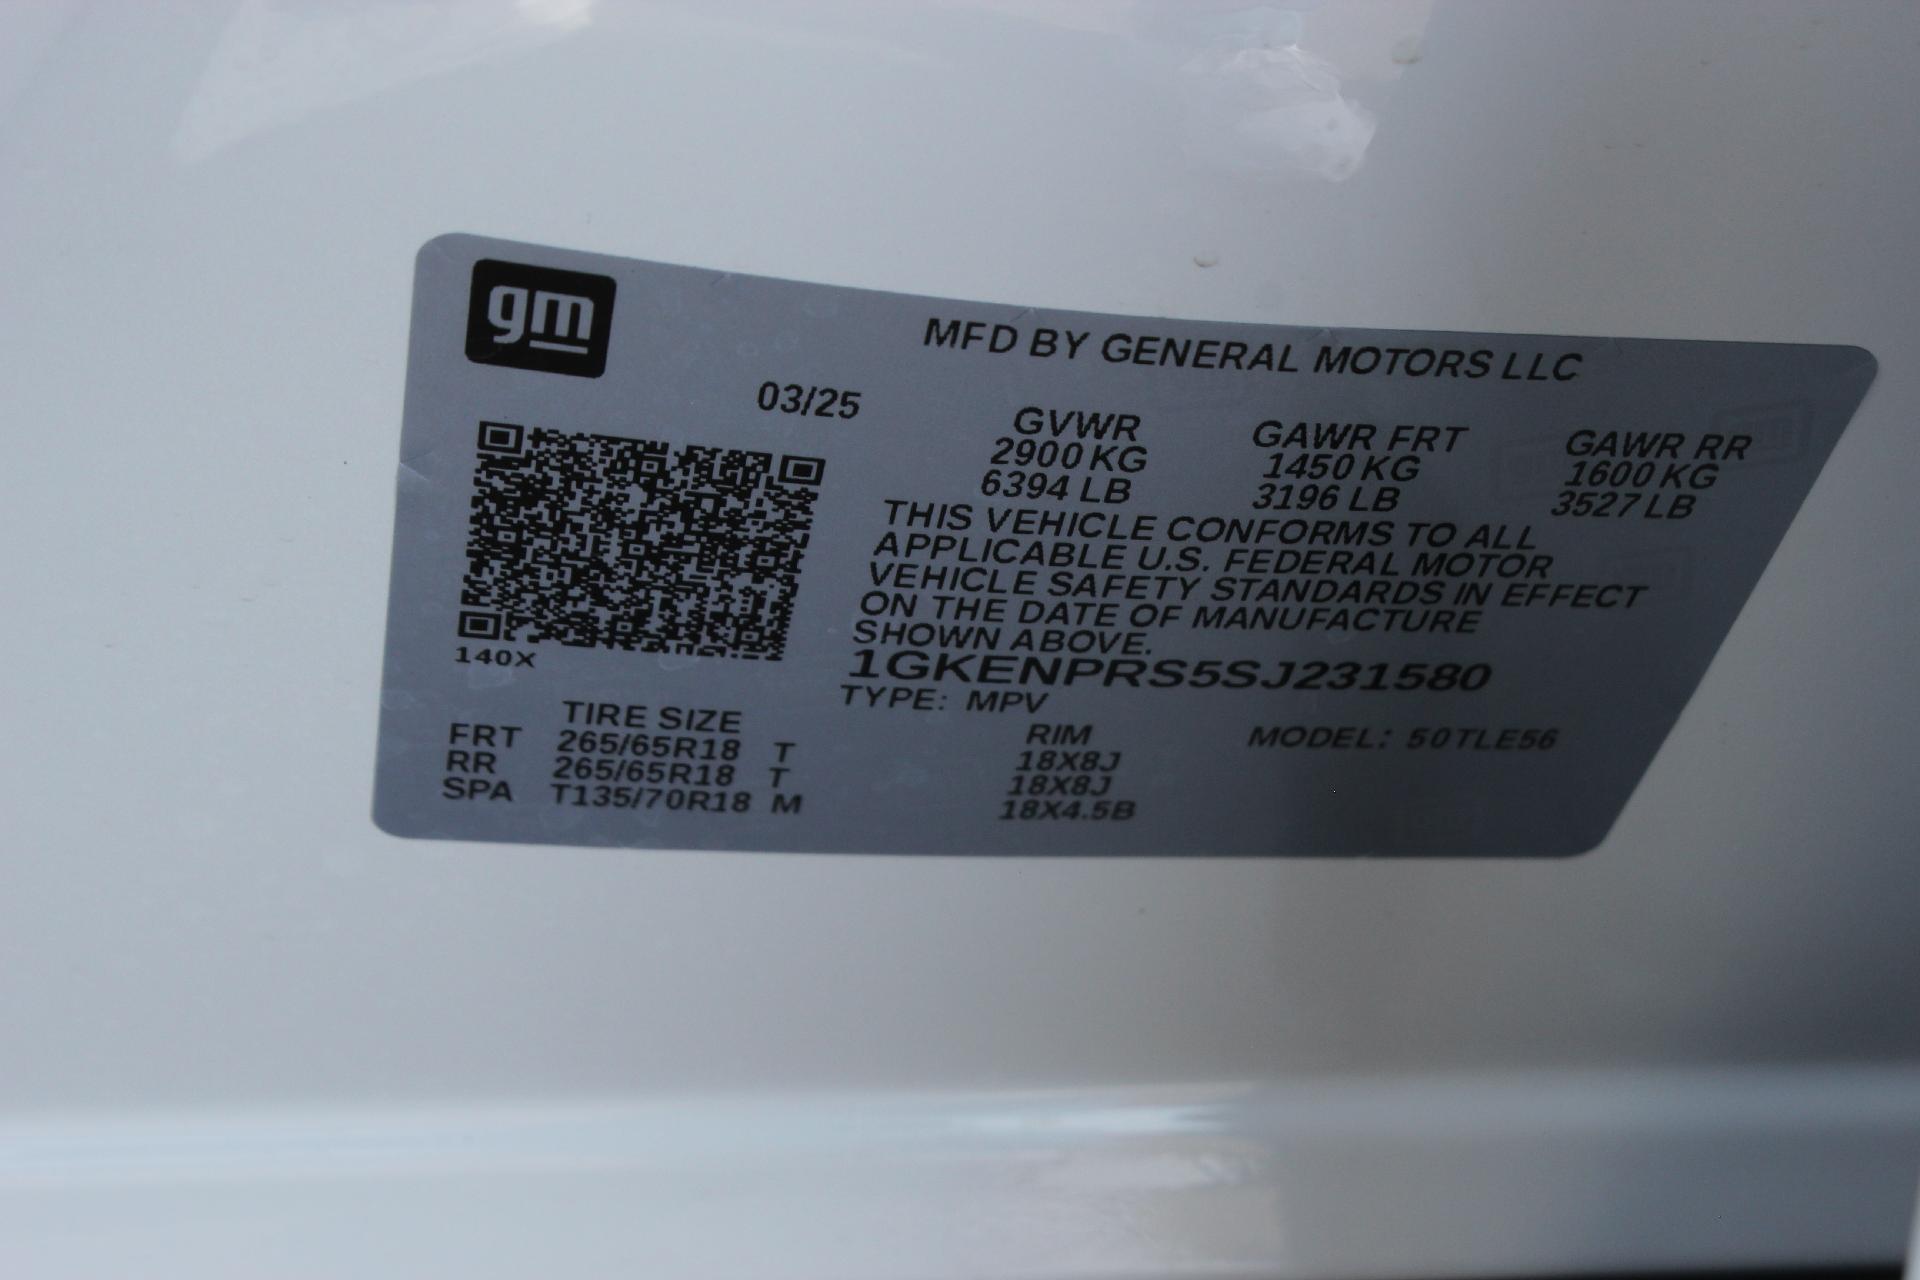 gm
MFD BY GENERAL MOTORS LLC
03/25
GVWR GAWR FRT GAWR RR
2900 KG 1450 KG 1600 KG
6394 LB 3196 LB 3527 LB
THIS VEHICLE CONFORMS TO ALL
APPLICABLE U.S. FEDERAL MOTOR
VEHICLE SAFETY STANDARDS IN EFFECT
ON THE DATE OF MANUFACTURE
SHOWN ABOVE.
1GKENPRS5SJ231580
140X
TYPE: MPV
TIRE SIZE RIM MODEL: 50TLE56
FRT 265/65R18 T 18X8J
RR 265/65R18 T 18X8J
SPA T135/70R18 M 18X4.5B